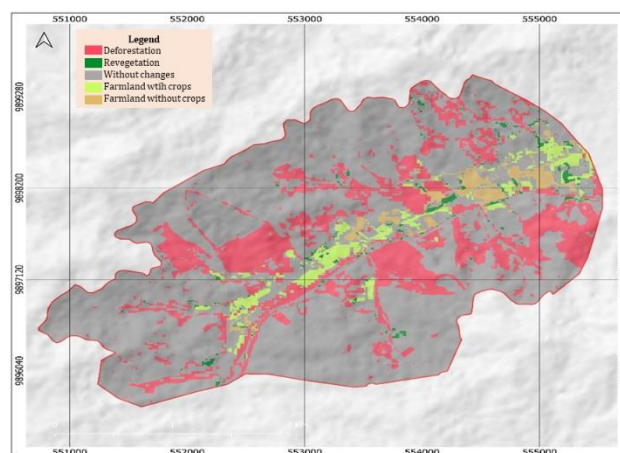 551000 552000 553000 554000 555000
Legend
Deforestation
Revegetation
Without changes
Farmland wtih crops
Farmland without crops
9899280
9898200
9897120
9896040
551000 552000 553000 554000 555000